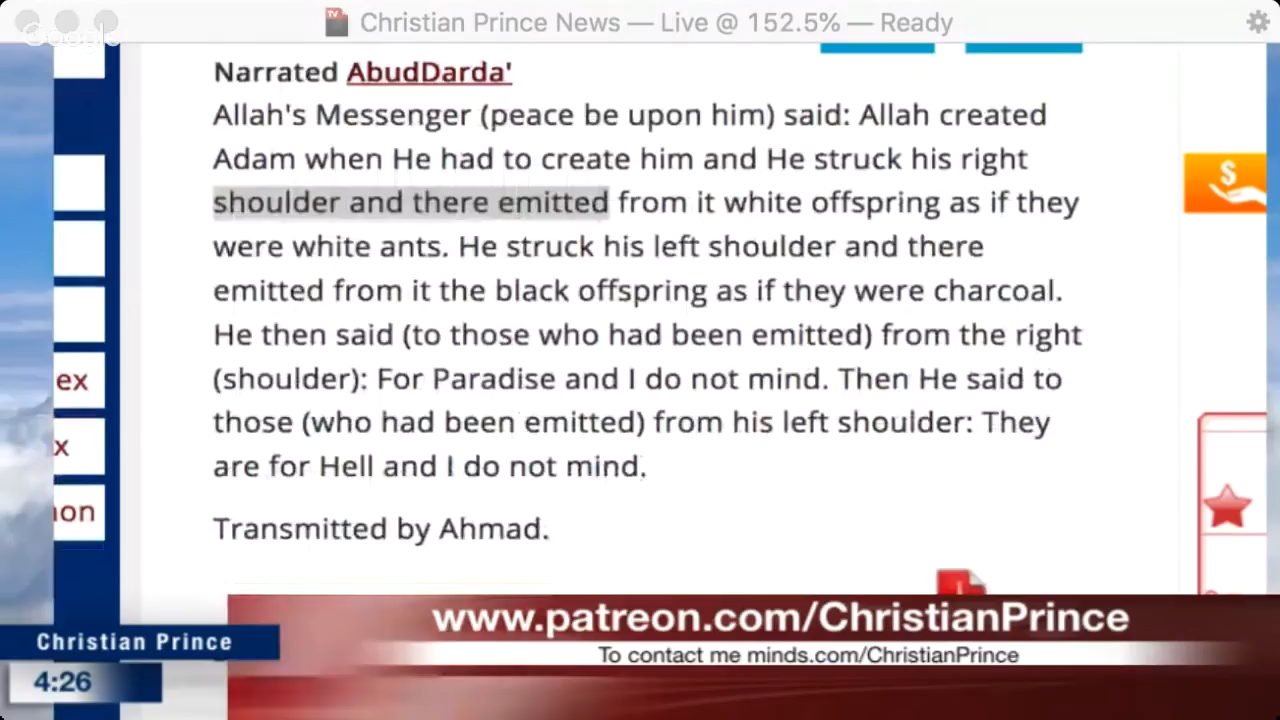 Christian Prince News — Live @ 152.5% — Ready
Google
Narrated AbudDarda'
Allah's Messenger (peace be upon him) said: Allah created
Adam when He had to create him and He struck his right
shoulder and there emitted from it white offspring as if they
were white ants. He struck his left shoulder and there
emitted from it the black offspring as if they were charcoal.
He then said (to those who had been emitted) from the right
(shoulder): For Paradise and I do not mind. Then He said to
those (who had been emitted) from his left shoulder: They
are for Hell and I do not mind.
Transmitted by Ahmad.
ex
x
non
$
TV
www.patreon.com/ChristianPrince
To contact me minds.com/ChristianPrince
Christian Prince
4:26